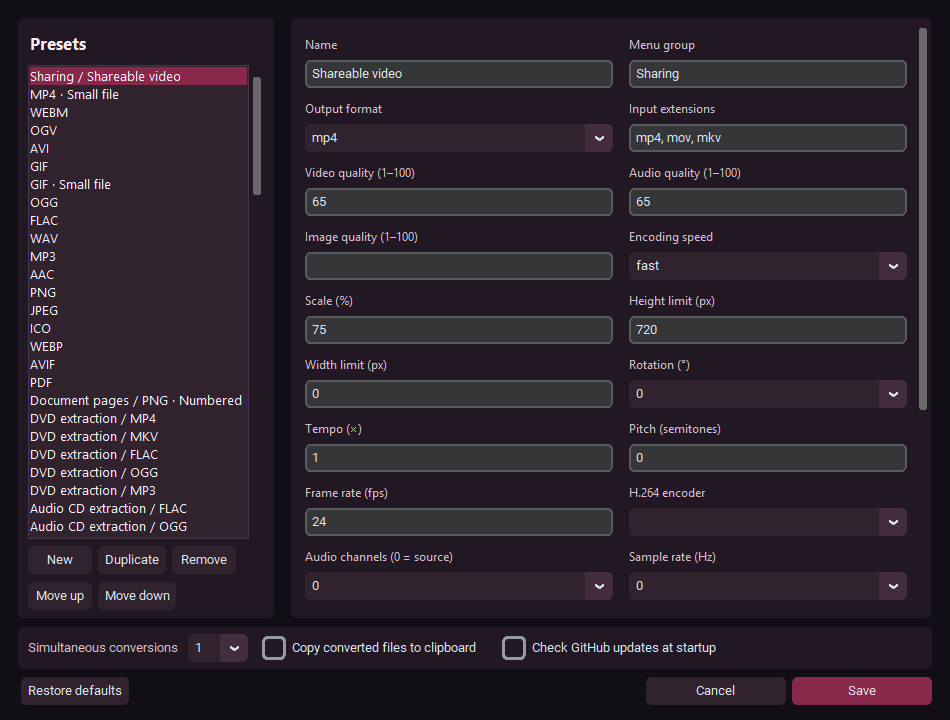 Presets
Sharing / Shareable video
MP4 · Small file
WEBM
OGV
AVI
GIF
GIF · Small file
OGG
FLAC
WAV
MP3
AAC
PNG
JPEG
ICO
WEBP
AVIF
PDF
Document pages / PNG · Numbered
DVD extraction / MP4
DVD extraction / MKV
DVD extraction / FLAC
DVD extraction / OGG
DVD extraction / MP3
Audio CD extraction / FLAC
Audio CD extraction / OGG
New Duplicate Remove
Move up Move down
Name Menu group
Shareable video Sharing
Output format Input extensions
mp4 mp4, mov, mkv
Video quality (1–100) Audio quality (1–100)
65 65
Image quality (1–100) Encoding speed
fast
Scale (%) Height limit (px)
75 720
Width limit (px) Rotation (°)
0 0
Tempo (×) Pitch (semitones)
1 0
Frame rate (fps) H.264 encoder
24
Audio channels (0 = source) Sample rate (Hz)
0 0
Simultaneous conversions 1 Copy converted files to clipboard Check GitHub updates at startup
Restore defaults Cancel Save